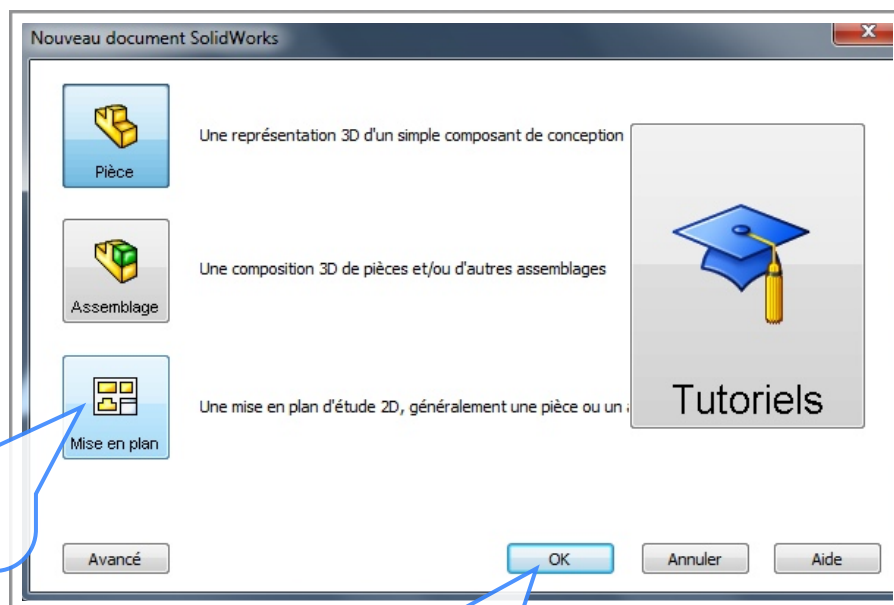 Nouveau document SolidWorks
x
Pièce
Une représentation 3D d'un simple composant de conception
Assemblage
Une composition 3D de pièces et/ou d'autres assemblages
Mise en plan
Une mise en plan d'étude 2D, généralement une pièce ou un
Tutoriels
Avancé
OK
Annuler
Aide